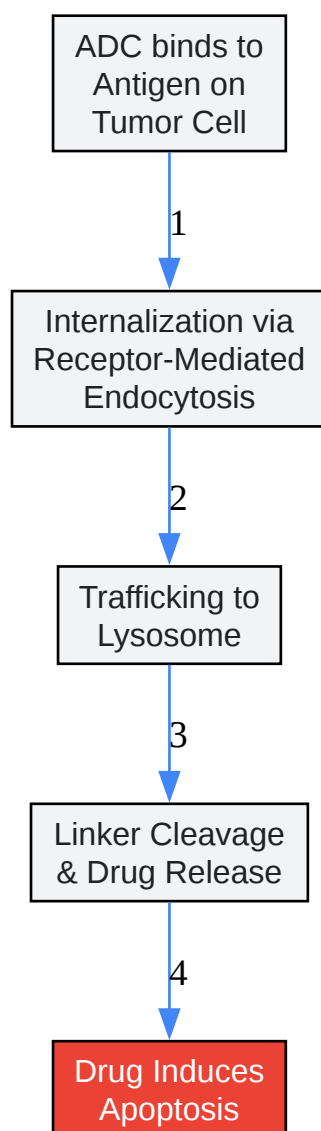 ADC binds to
Antigen on
Tumor Cell
1
Internalization via
Receptor-Mediated
Endocytosis
2
Trafficking to
Lysosome
3
Linker Cleavage
& Drug Release
4
Drug Induces
Apoptosis